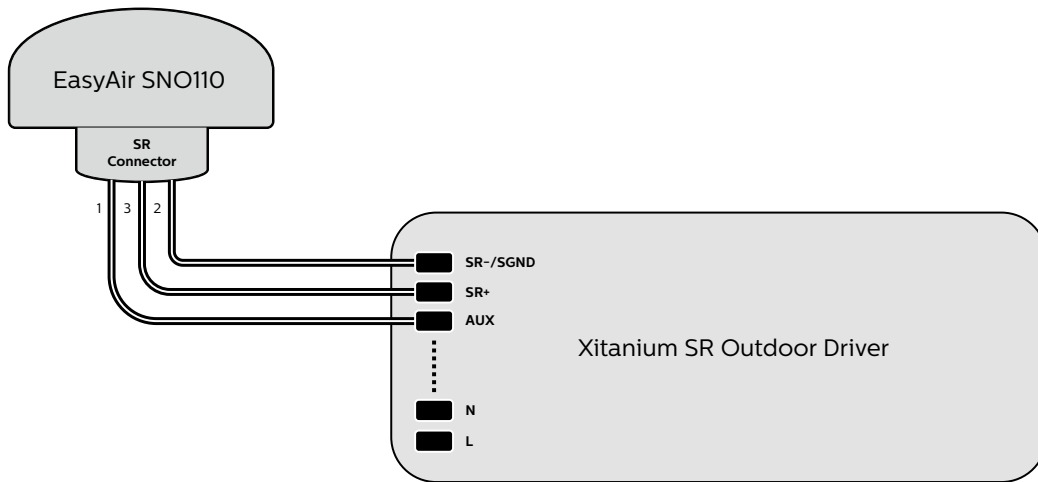 EasyAir SNO110
SR
Connector
1 3 2
SR-/SGND
SR+
AUX
Xitanium SR Outdoor Driver
N
L